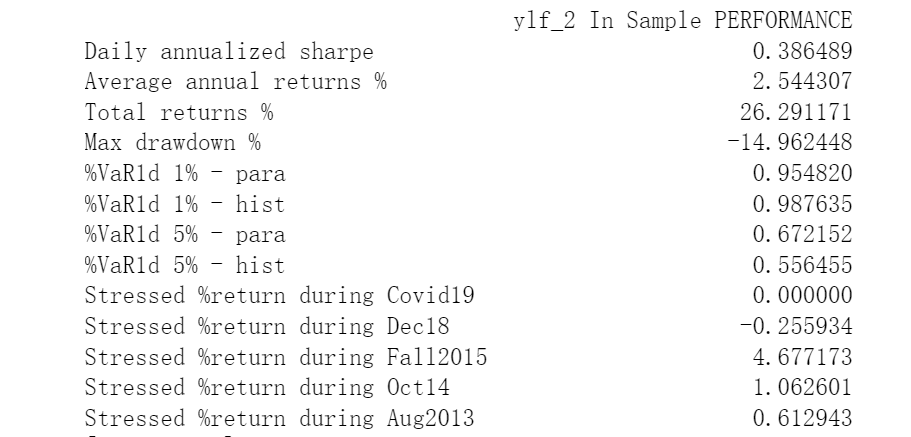 ylf_2 In Sample PERFORMANCE
Daily annualized sharpe 0.386489
Average annual returns % 2.544307
Total returns % 26.291171
Max drawdown % -14.962448
%VaR1d 1% - para 0.954820
%VaR1d 1% - hist 0.987635
%VaR1d 5% - para 0.672152
%VaR1d 5% - hist 0.556455
Stressed %return during Covid19 0.000000
Stressed %return during Dec18 -0.255934
Stressed %return during Fall2015 4.677173
Stressed %return during Oct14 1.062601
Stressed %return during Aug2013 0.612943